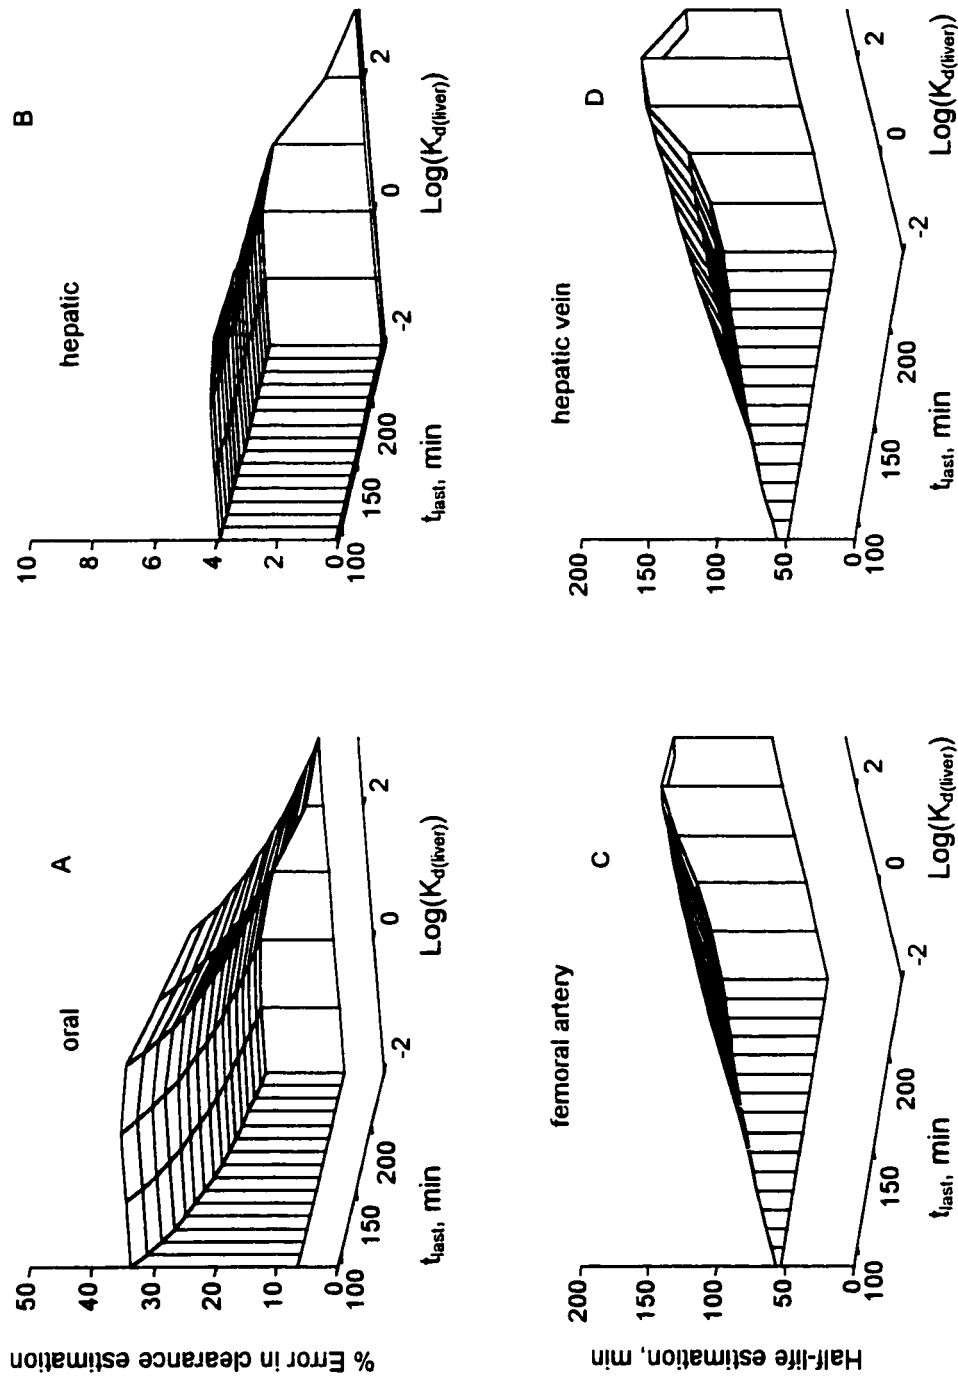 A
oral
% Error in clearance estimation
50
40
30
20
10
0
100
150
200
t_last, min
-2
0
2
Log(K_d(liver))
B
hepatic
10
8
6
4
2
0
100
150
200
t_last, min
-2
0
2
Log(K_d(liver))
C
femoral artery
Half-life estimation, min
200
150
100
50
0
100
150
200
t_last, min
-2
0
2
Log(K_d(liver))
D
hepatic vein
200
150
100
50
0
100
150
200
t_last, min
-2
0
2
Log(K_d(liver))